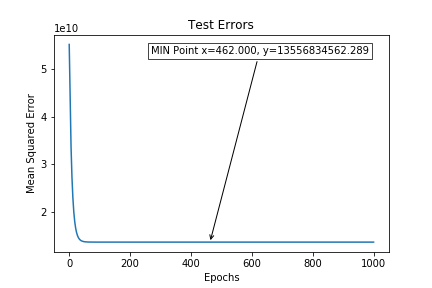 Test Errors
1e10
MIN Point x=462.000, y=13556834562.289
5
4
3
2
Mean Squared Error
0 200 400 600 800 1000
Epochs